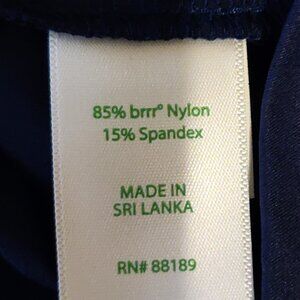 85% brrr° Nylon
15% Spandex
MADE IN
SRI LANKA
RN# 88189